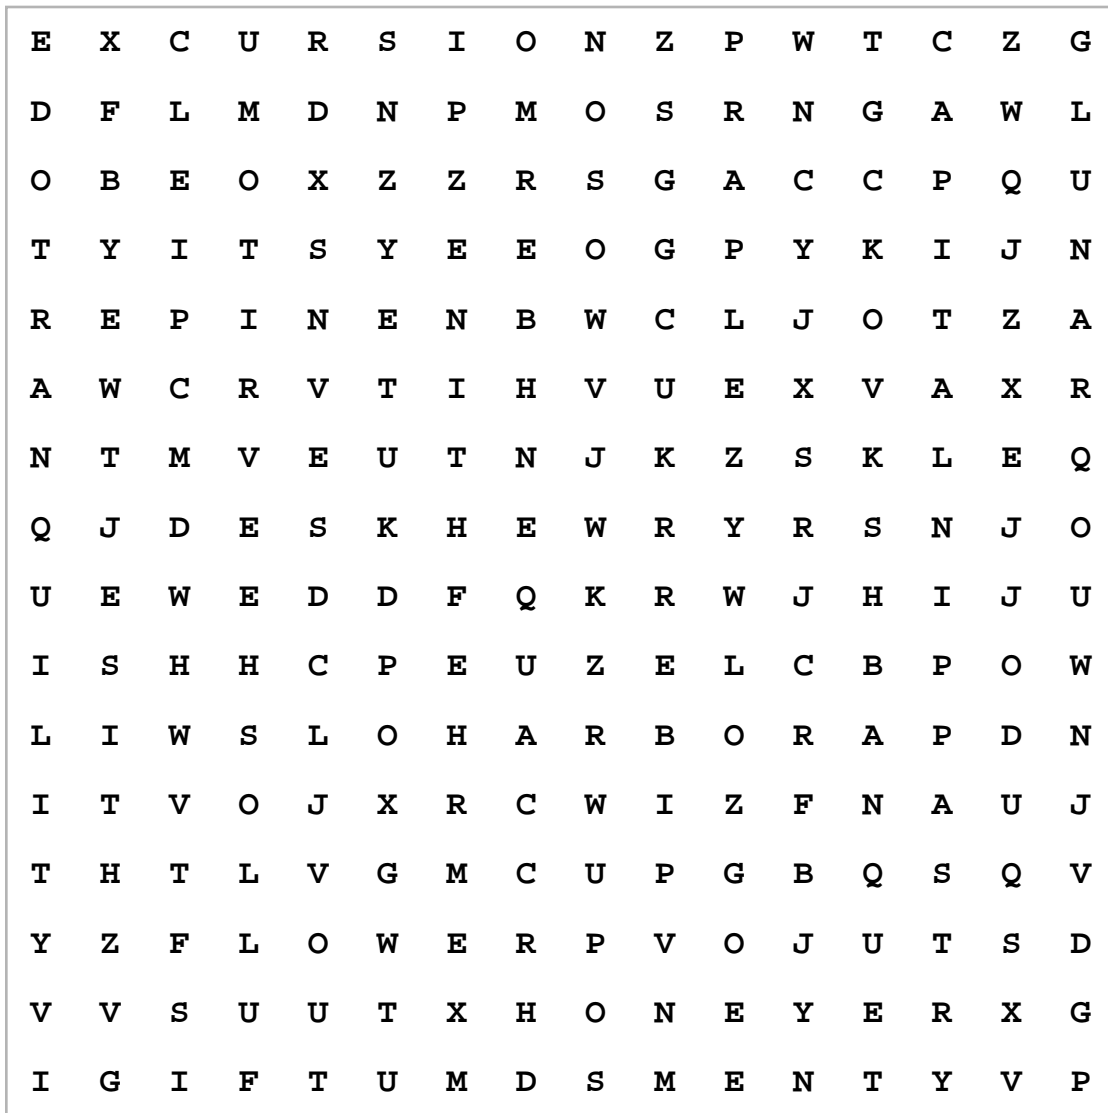 E X C U R S I O N Z P W T C Z G
D F L M D N P M O S R N G A W L
O B E O X Z Z R S G A C C P Q U
T Y I T S Y E E O G P Y K I J N
R E P I N E N B W C L J O T Z A
A W C R V T I H V U E X V A X R
N T M V E U T N J K Z S K L E Q
Q J D E S K H E W R Y R S N J O
U E W E D D F Q K R W J H I J U
I S H H C P E U Z E L C B P O W
L I W S L O H A R B O R A P D N
I T V O J X R C W I Z F N A U J
T H T L V G M C U P G B Q S Q V
Y Z F L O W E R P V O J U T S D
V V S U U T X H O N E Y E R X G
I G I F T U M D S M E N T Y V P